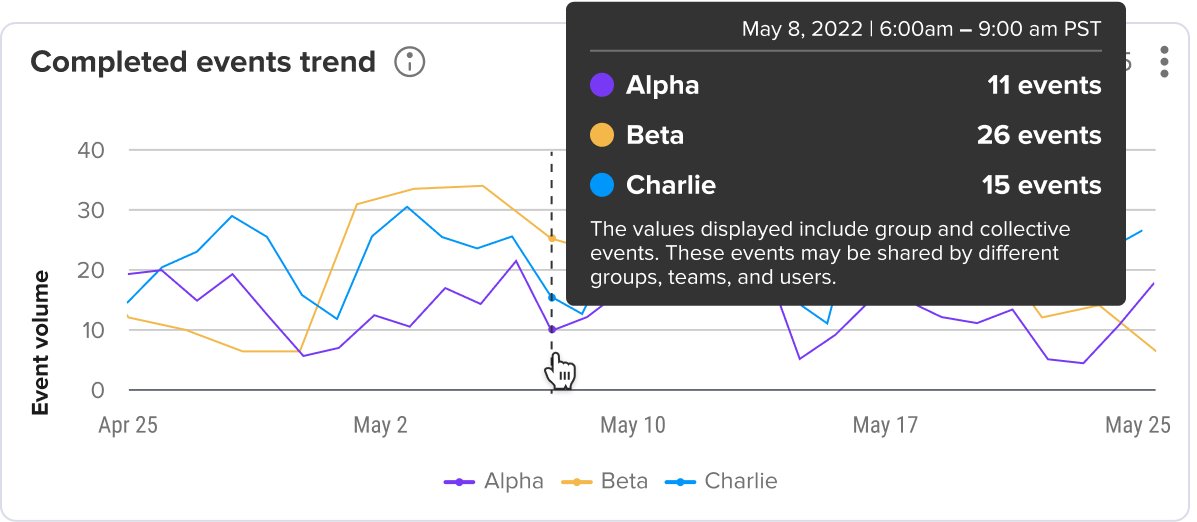 May 8, 2022 | 6:00am – 9:00 am PST
Completed events trend
Alpha 11 events
Beta 26 events
Charlie 15 events
The values displayed include group and collective
events. These events may be shared by different
groups, teams, and users.
Event volume
40
30
20
10
0
Apr 25 May 2 May 10 May 17 May 25
Alpha Beta Charlie